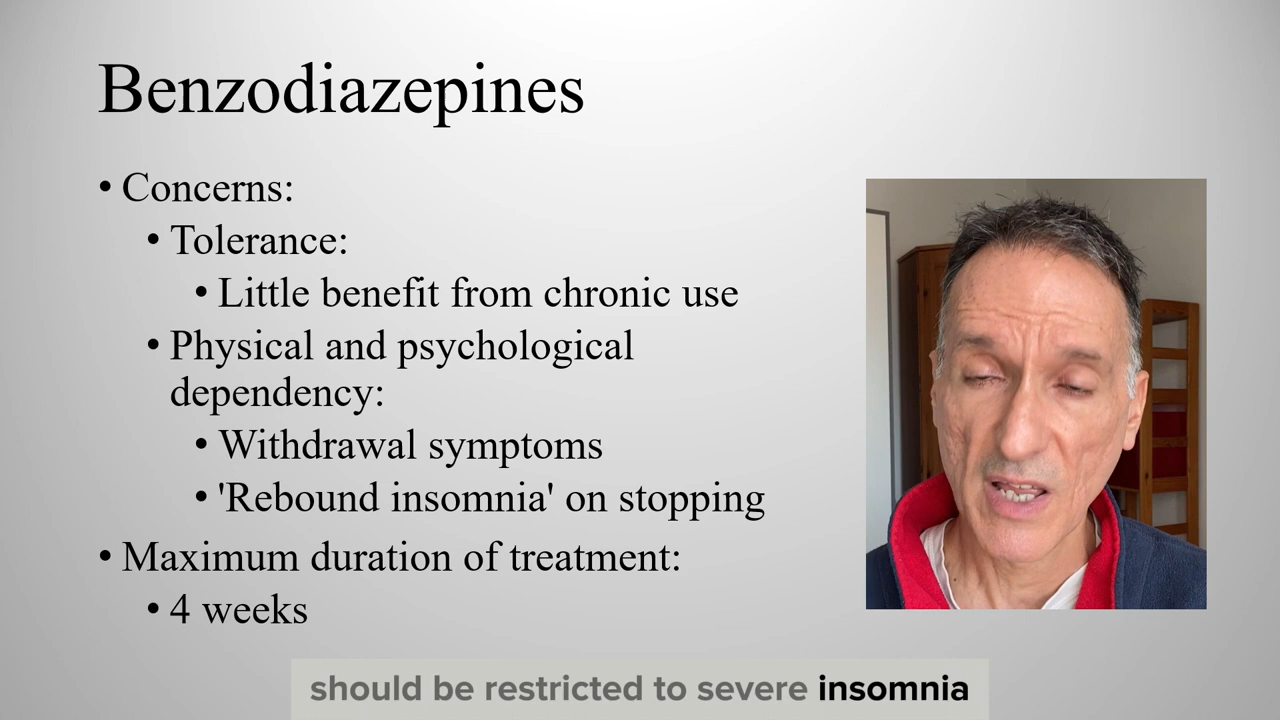 Benzodiazepines
• Concerns:
• Tolerance:
• Little benefit from chronic use
• Physical and psychological
dependency:
• Withdrawal symptoms
• 'Rebound insomnia' on stopping
• Maximum duration of treatment:
• 4 weeks
should be restricted to severe insomnia